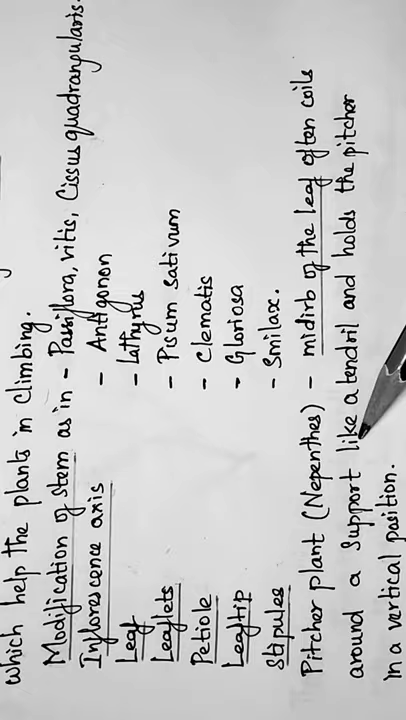 which help the plants in climbing.
Modification of stem as in - Passiflora, vitis, Cissus quadrangularis.
Inflorescence axis - Antigonon
Leaf - Lathyrus
Leaflets - Pisum sativum
Petiole - Clematis
Leaftip - Gloriosa
Stipules - Smilax.
Pitcher plant (Nepenthes) - midirb of the leaf often coils
around a support like a tendril and holds the pitcher
in a vertical position.